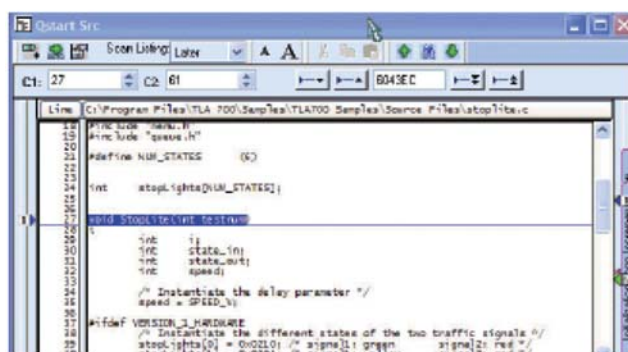 Qstart Src
Scan Listing: Later A A
C1: 27 C2: 61 6043EC
Line C:\Program Files\TLA 700\Samples\TLA700 Samples\Source Files\stoplite.c
18 #include "menu.h"
19 #include "queue.h"
20
21 #define NUM_STATES (6)
22
23
24 int stopLights[NUM_STATES];
25
26
27 void StopLite(int testnum)
28 {
29 int i;
30 int state_in;
31 int state_out;
32 int speed;
33
34 /* Instantiate the delay parameter */
35 speed = SPEED_V;
36
37 #ifdef VERSION_1_HARDWARE
38 /* Instantiate the different states of the two traffic signals */
39 stopLights[0] = 0x0210; /* signal1: green signal2: red */